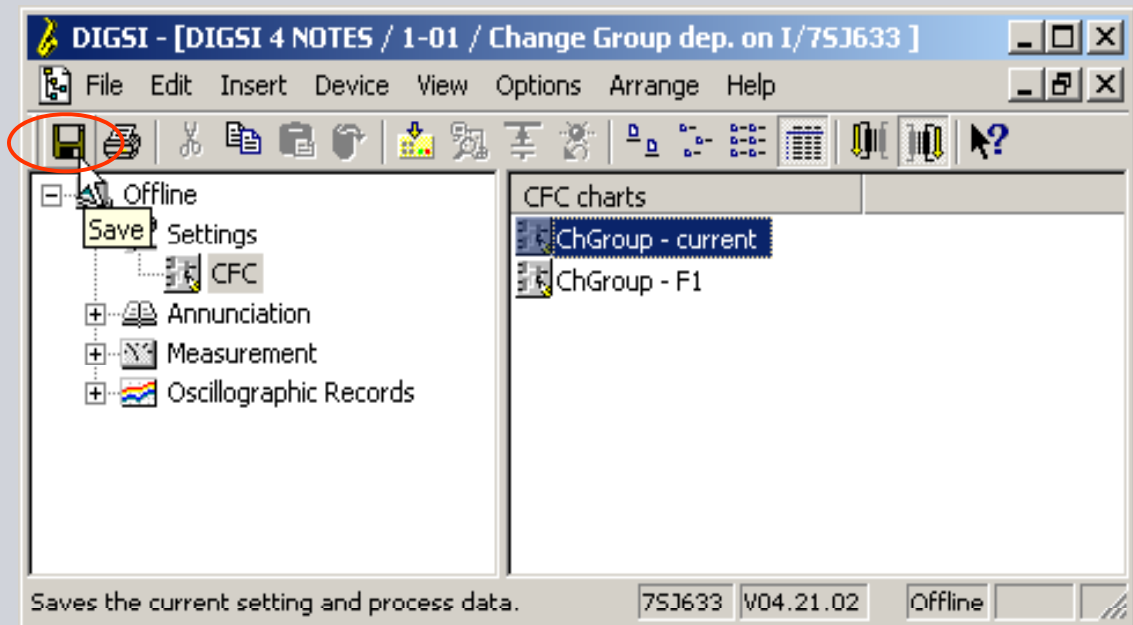 DIGSI - [DIGSI 4 NOTES / 1-01 / Change Group dep. on I/7SJ633 ]
File Edit Insert Device View Options Arrange Help
Offline
Save
Settings
CFC
Annunciation
Measurement
Oscillographic Records
CFC charts
ChGroup - current
ChGroup - F1
Saves the current setting and process data.
7SJ633 V04.21.02 Offline